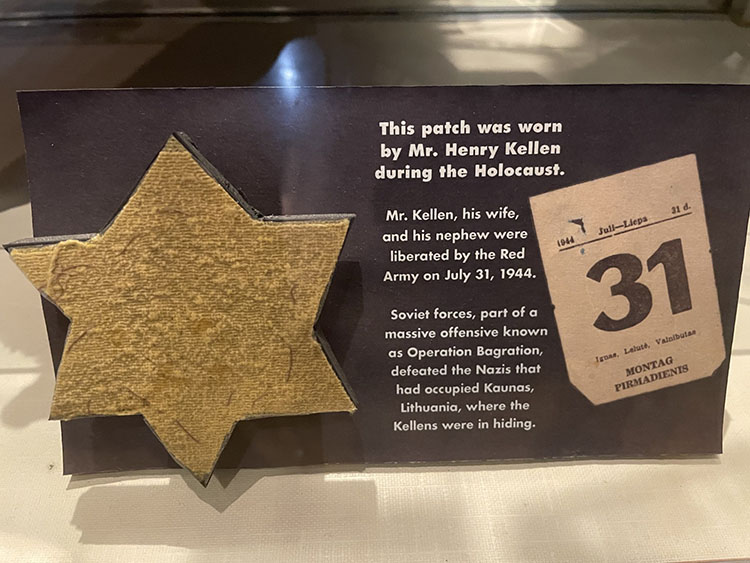 This patch was worn
by Mr. Henry Kellen
during the Holocaust.
Mr. Kellen, his wife,
and his nephew were
liberated by the Red
Army on July 31, 1944.
Soviet forces, part of a
massive offensive known
as Operation Bagration,
defeated the Nazis that
had occupied Kaunas,
Lithuania, where the
Kellens were in hiding.
1944 Juli—Liepa 31 d.
31
Ignas, Lelutė, Vainibutas
MONTAG
PIRMADIENIS